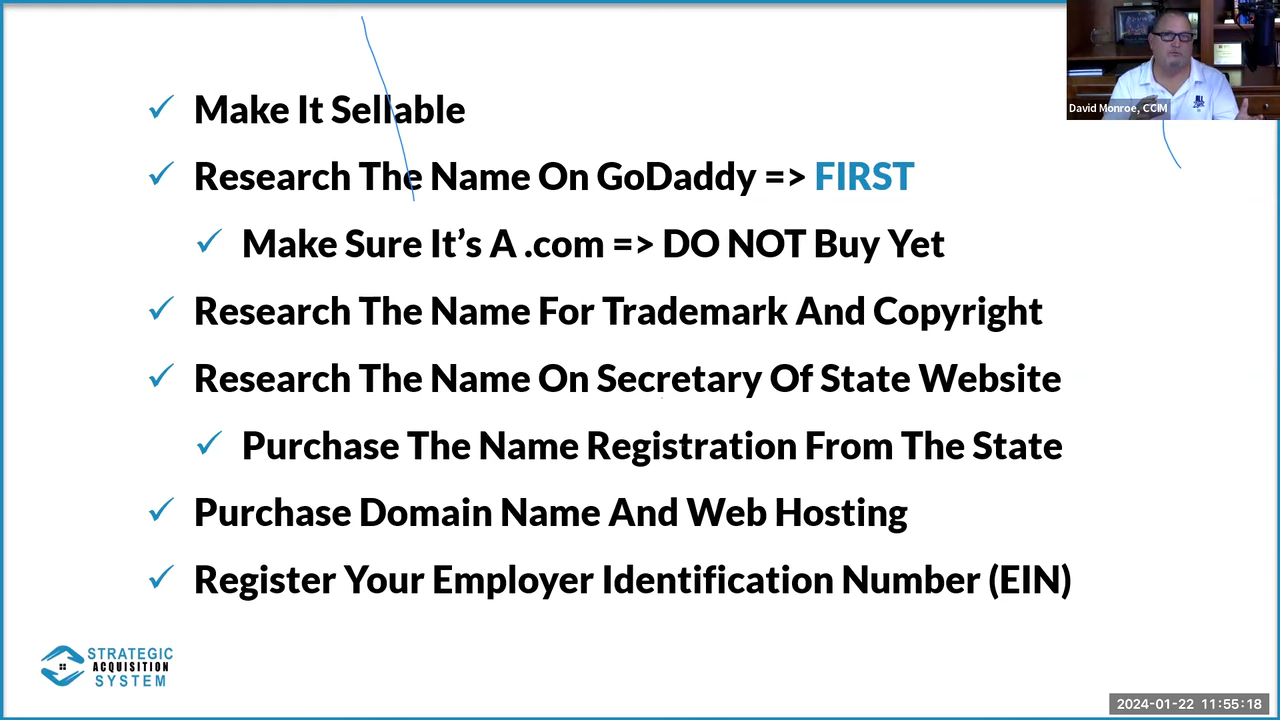 Make It Sellable
Research The Name On GoDaddy => FIRST
Make Sure It’s A .com => DO NOT Buy Yet
Research The Name For Trademark And Copyright
Research The Name On Secretary Of State Website
Purchase The Name Registration From The State
Purchase Domain Name And Web Hosting
Register Your Employer Identification Number (EIN)
David Monroe, CCIM
STRATEGIC
ACQUISITION
SYSTEM
2024-01-22 11:55:18